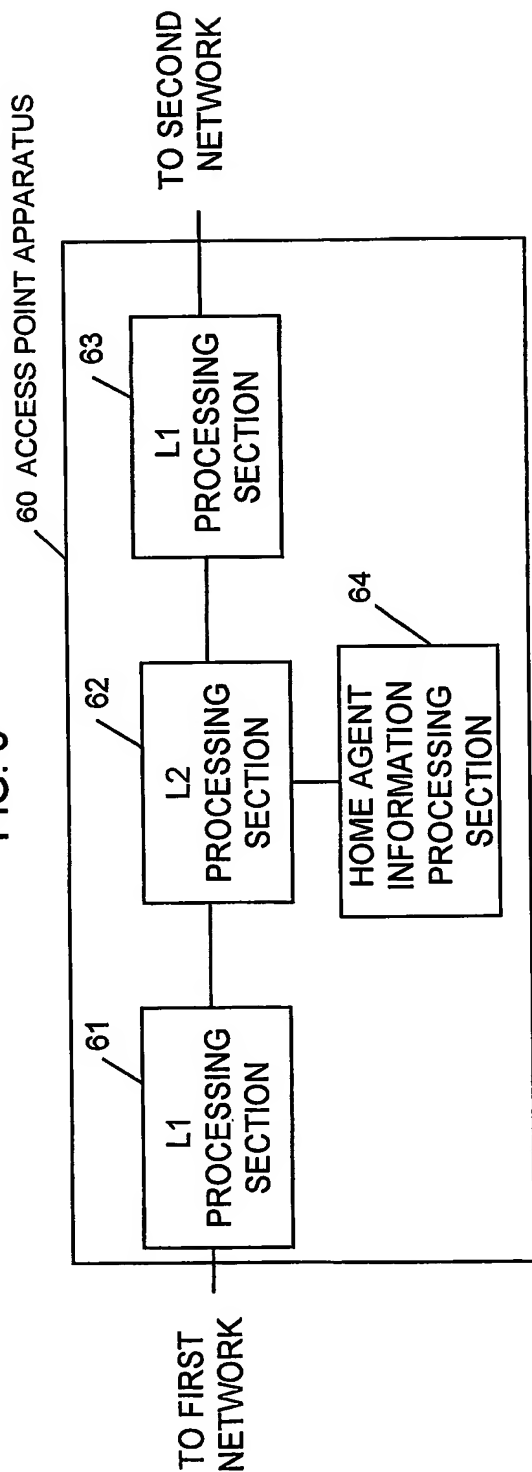 FIG.
60 ACCESS POINT APPARATUS
61
62
63
L1
PROCESSING
SECTION
L2
PROCESSING
SECTION
L1
PROCESSING
SECTION
TO FIRST
NETWORK
TO SECOND
NETWORK
64
HOME AGENT
INFORMATION
PROCESSING
SECTION